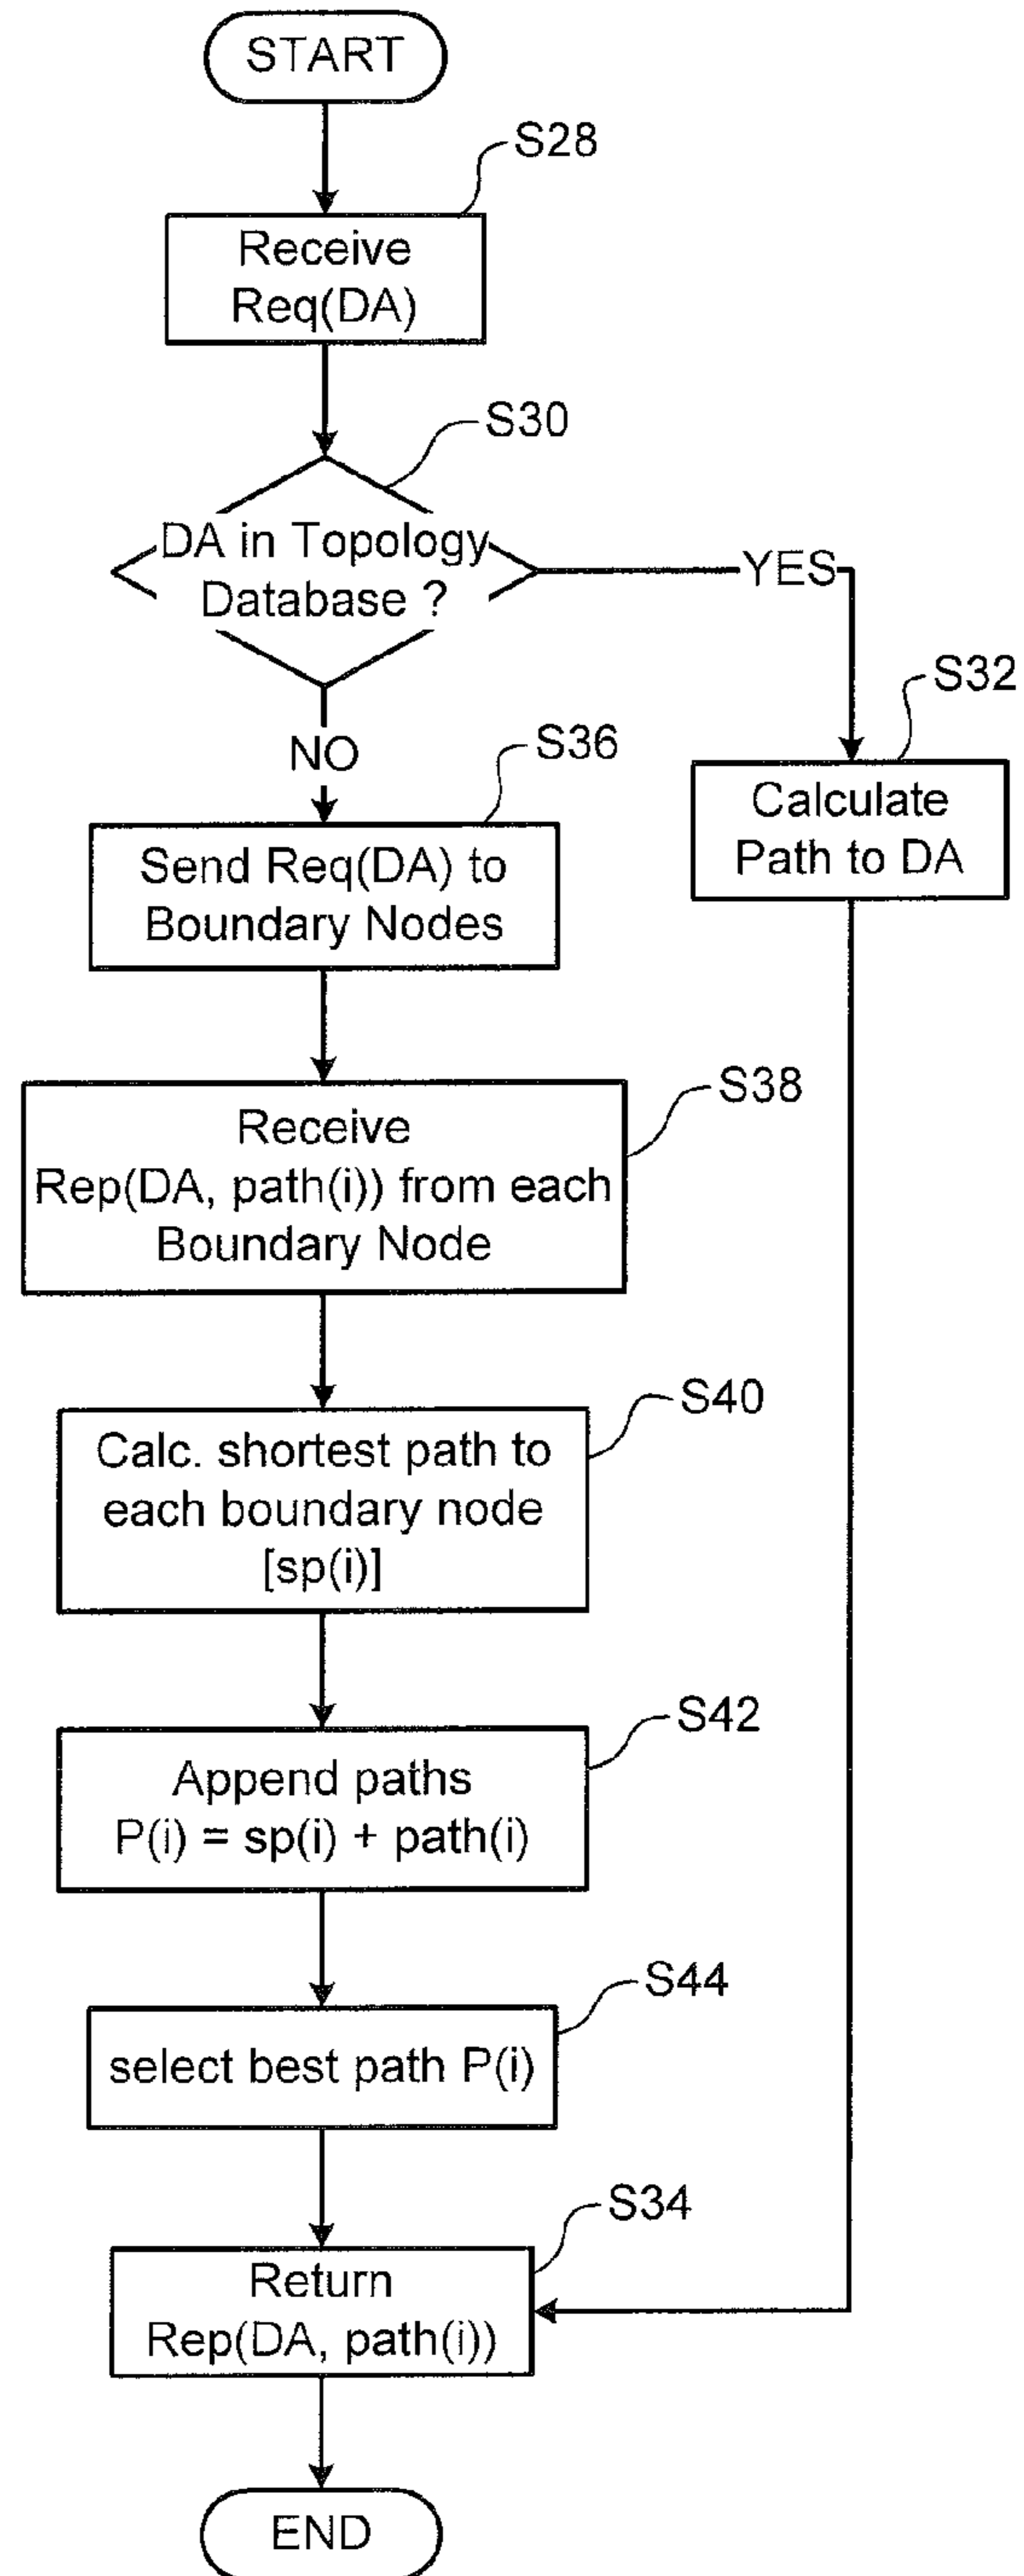 START
S28
Receive
Req(DA)
S30
DA in Topology
Database ?
YES
S32
Calculate
Path to DA
NO
S36
Send Req(DA) to
Boundary Nodes
S38
Receive
Rep(DA, path(i)) from each
Boundary Node
S40
Calc. shortest path to
each boundary node
[sp(i)]
S42
Append paths
P(i) = sp(i) + path(i)
S44
select best path P(i)
S34
Return
Rep(DA, path(i))
END